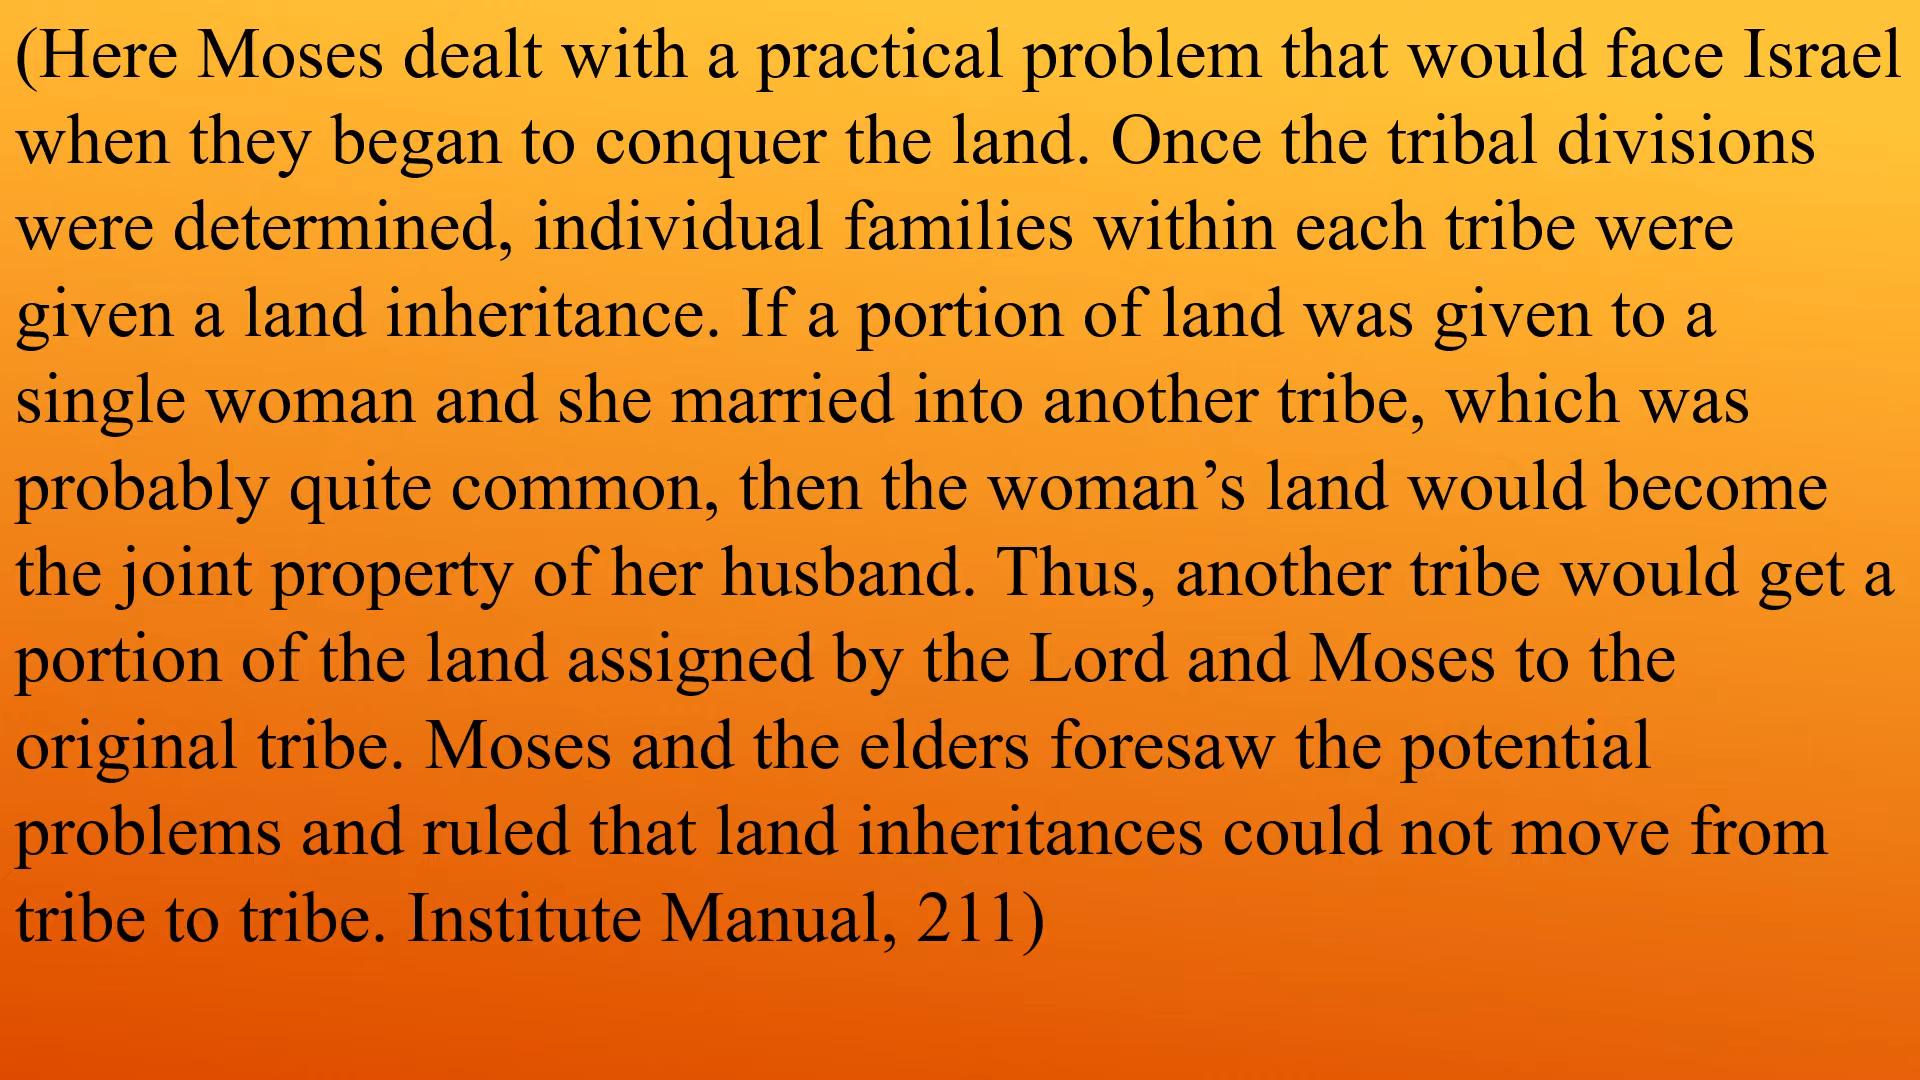 (Here Moses dealt with a practical problem that would face Israel
when they began to conquer the land. Once the tribal divisions
were determined, individual families within each tribe were
given a land inheritance. If a portion of land was given to a
single woman and she married into another tribe, which was
probably quite common, then the woman’s land would become
the joint property of her husband. Thus, another tribe would get a
portion of the land assigned by the Lord and Moses to the
original tribe. Moses and the elders foresaw the potential
problems and ruled that land inheritances could not move from
tribe to tribe. Institute Manual, 211)